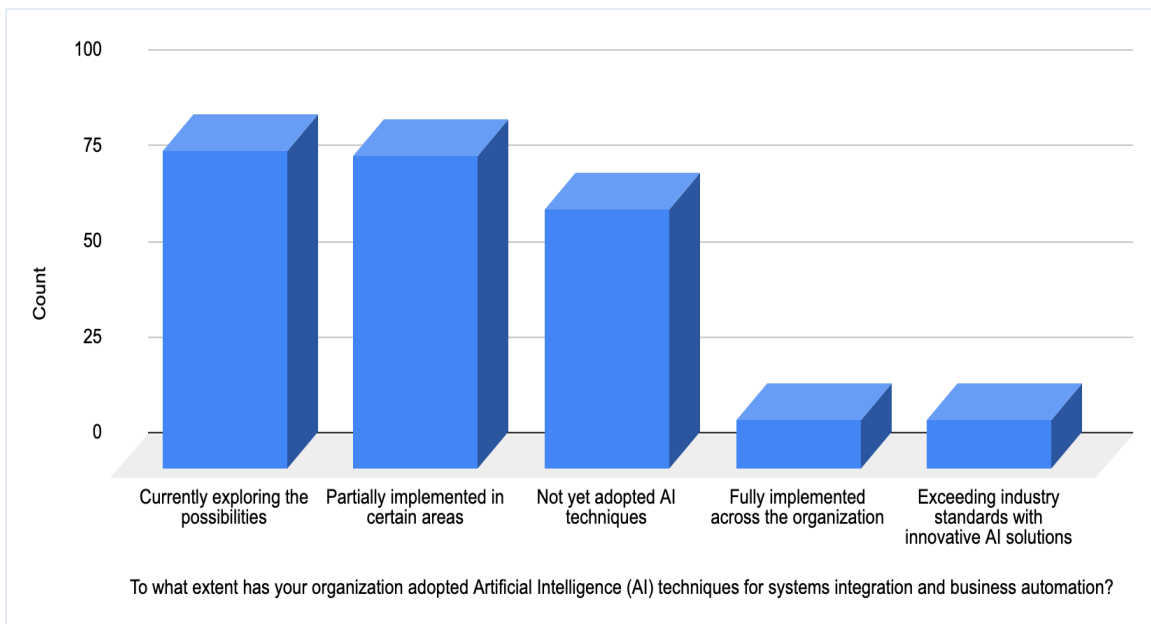 100
75
50
25
0
Count
Currently exploring the
possibilities
Partially implemented in
certain areas
Not yet adopted AI
techniques
Fully implemented
across the organization
Exceeding industry
standards with
innovative AI solutions
To what extent has your organization adopted Artificial Intelligence (AI) techniques for systems integration and business automation?